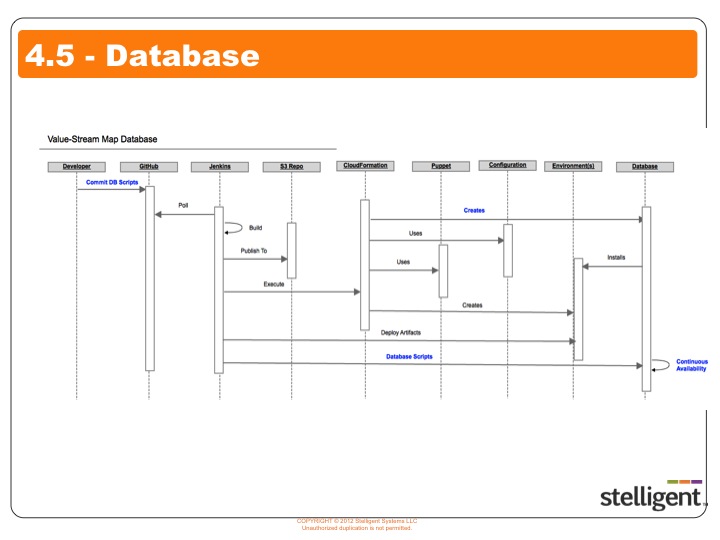 4.5 - Database
Value-Stream Map Database
Developer
GitHub
Jenkins
S3 Repo
CloudFormation
Puppet
Configuration
Environment(s)
Database
Commit DB Scripts
Poll
Creates
Build
Uses
Publish To
Uses
Installs
Execute
Creates
Deploy Artifacts
Database Scripts
Continuous
Availability
stelligent
COPYRIGHT © 2012 Stelligent Systems LLC
Unauthorized duplication is not permitted.